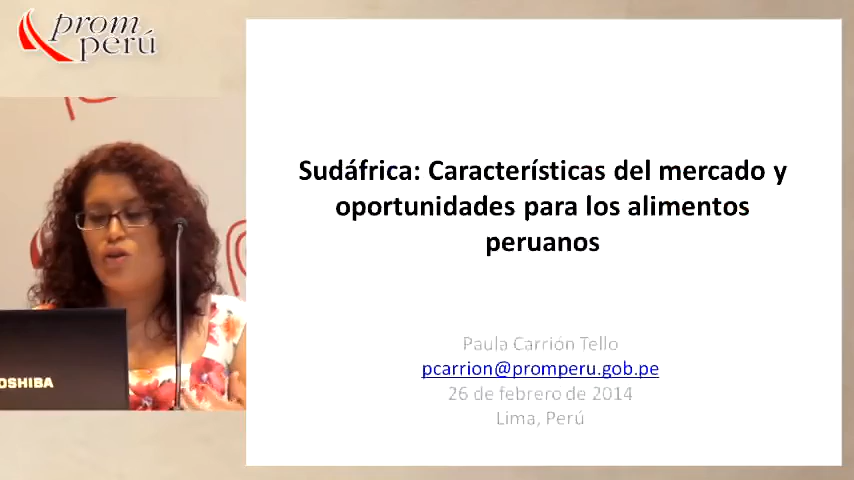 prom
perú
Sudáfrica: Características del mercado y
oportunidades para los alimentos
peruanos
Paula Carrión Tello
pcarrion@promperu.gob.pe
26 de febrero de 2014
Lima, Perú
OSHIBA